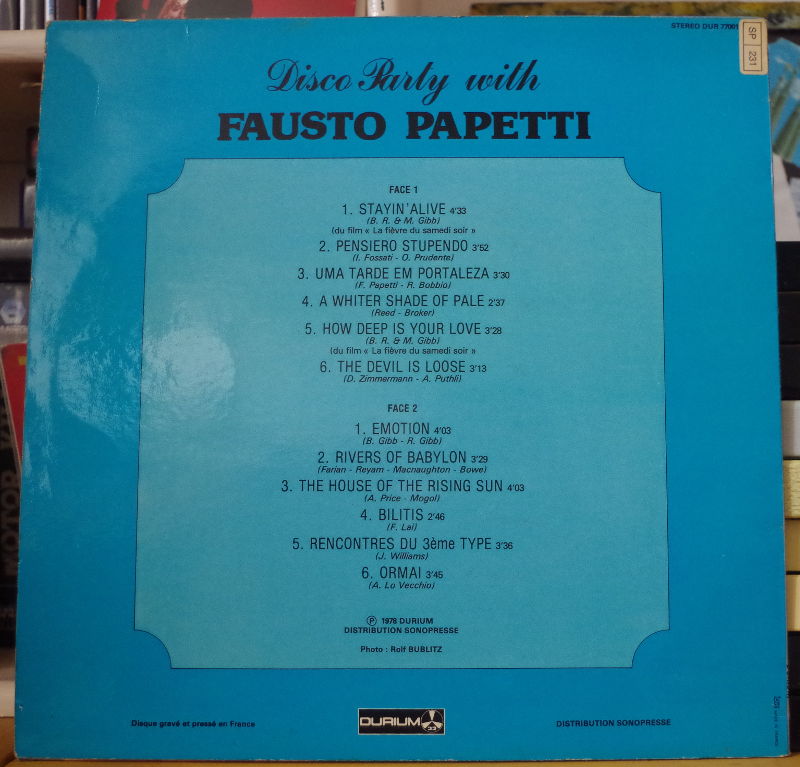 STEREO DUR 77001
SP 231
Disco Party with
FAUSTO PAPETTI
FACE 1
1. STAYIN'ALIVE 4'33
(B. R. & M. Gibb)
(du film « La fièvre du samedi soir »
2. PENSIERO STUPENDO 3'52
(I. Fossati - O. Prudente)
3. UMA TARDE EM PORTALEZA 3'30
(F. Papetti - R. Bobbio)
4. A WHITER SHADE OF PALE 2'37
(Reed - Broker)
5. HOW DEEP IS YOUR LOVE 3'28
(B. R. & M. Gibb)
(du film « La fièvre du samedi soir »
6. THE DEVIL IS LOOSE 3'13
(D. Zimmermann - A. Puthli)
FACE 2
1. EMOTION 4'03
(B. Gibb - R. Gibb)
2. RIVERS OF BABYLON 3'29
(Farian - Reyam - Macnaughton - Bowe)
3. THE HOUSE OF THE RISING SUN 4'03
(A. Price - Mogol)
4. BILITIS 2'46
(F. Lai)
5. RENCONTRES DU 3ème TYPE 3'36
(J. Williams)
6. ORMAI 3'45
(A. Lo Vecchio)
Ⓟ 1978 DURIUM
DISTRIBUTION SONOPRESSE
Photo : Rolf BUBLITZ
Disque gravé et pressé en France
DURIUM 33
DISTRIBUTION SONOPRESSE